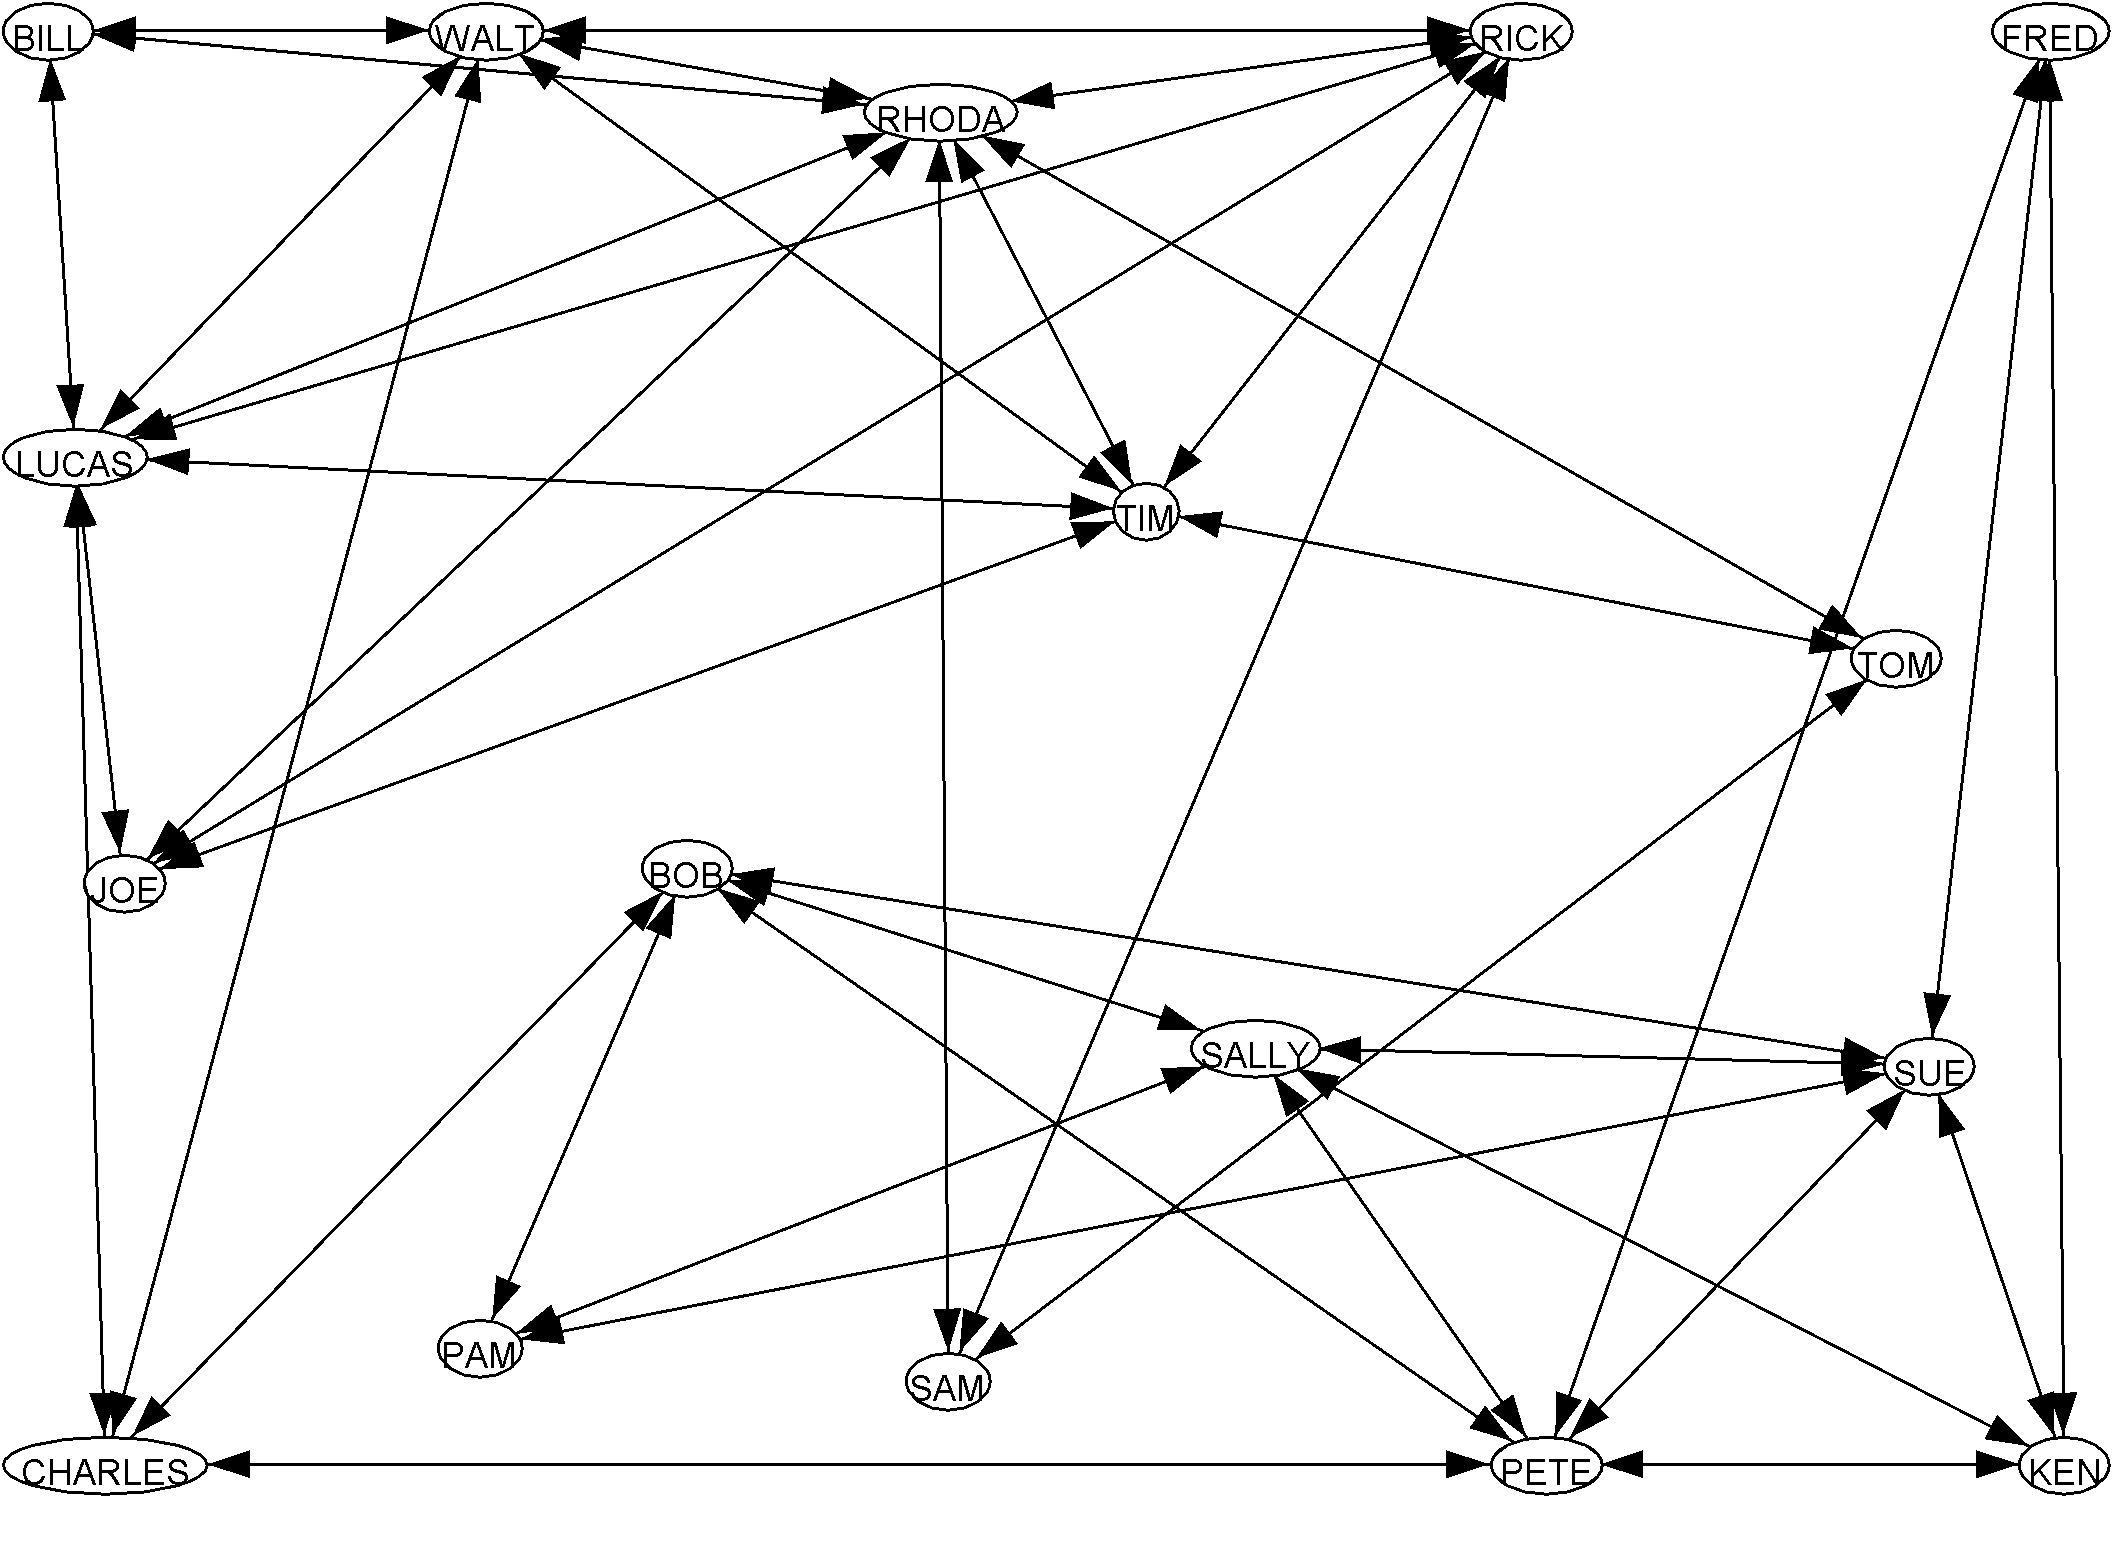 BILL
WALT
RICK
FRED
RHODA
LUCAS
TIM
TOM
JOE
BOB
SALLY
SUE
PAM
SAM
CHARLES
PETE
KEN